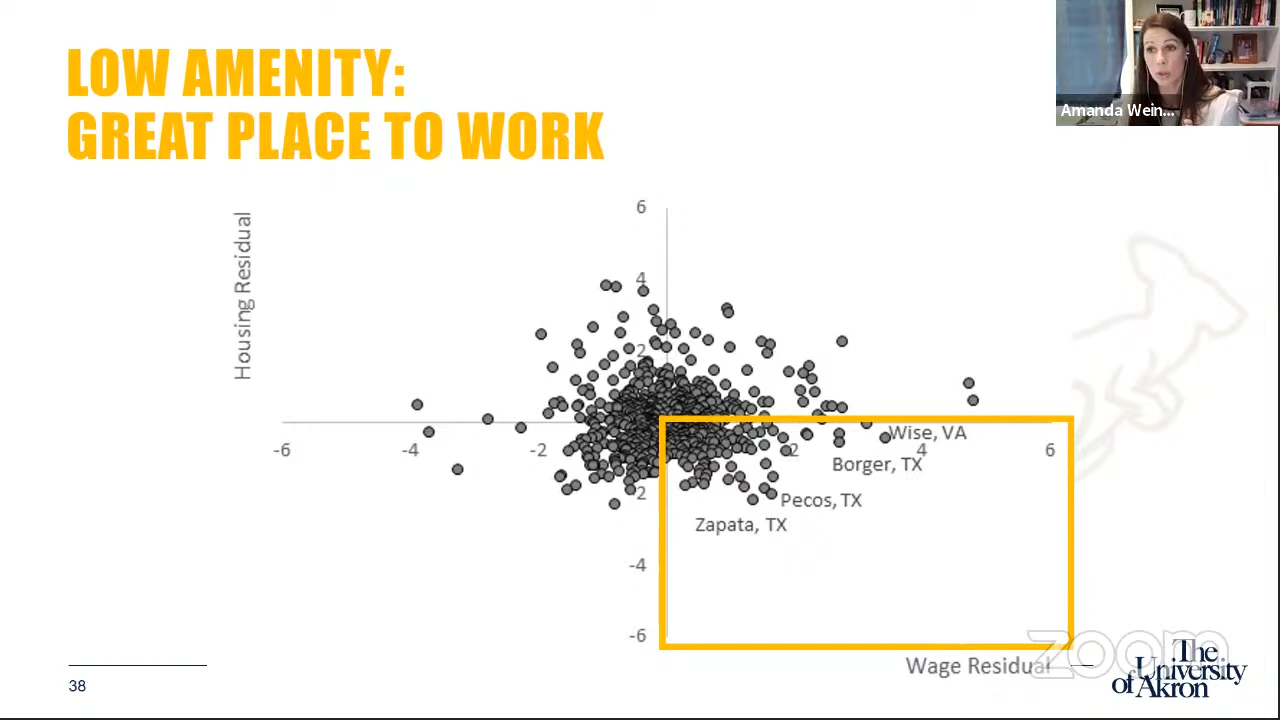 LOW AMENITY:
GREAT PLACE TO WORK
Amanda Wein...
Housing Residual
6
4
2
-6
-4
-2
2
4
6
Wise, VA
Borger, TX
-2
Pecos, TX
Zapata, TX
-4
-6
Wage Residual
zoom
38
The
University
of Akron